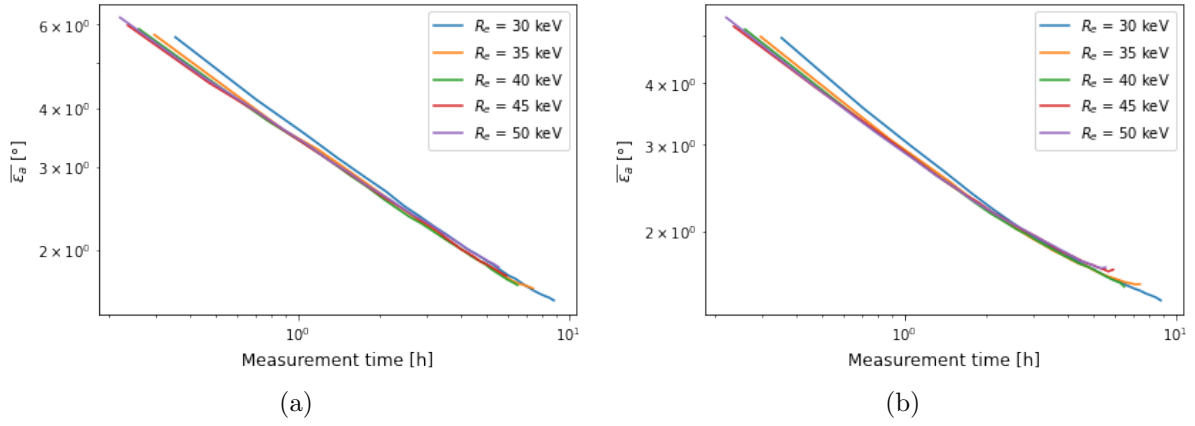 6 × 10⁰
4 × 10⁰
3 × 10⁰
2 × 10⁰
ε̅ₐ [°]
10⁰
10¹
Measurement time [h]
Rₑ = 30 keV
Rₑ = 35 keV
Rₑ = 40 keV
Rₑ = 45 keV
Rₑ = 50 keV
(a)
4 × 10⁰
3 × 10⁰
2 × 10⁰
ε̅ₐ [°]
10⁰
10¹
Measurement time [h]
Rₑ = 30 keV
Rₑ = 35 keV
Rₑ = 40 keV
Rₑ = 45 keV
Rₑ = 50 keV
(b)